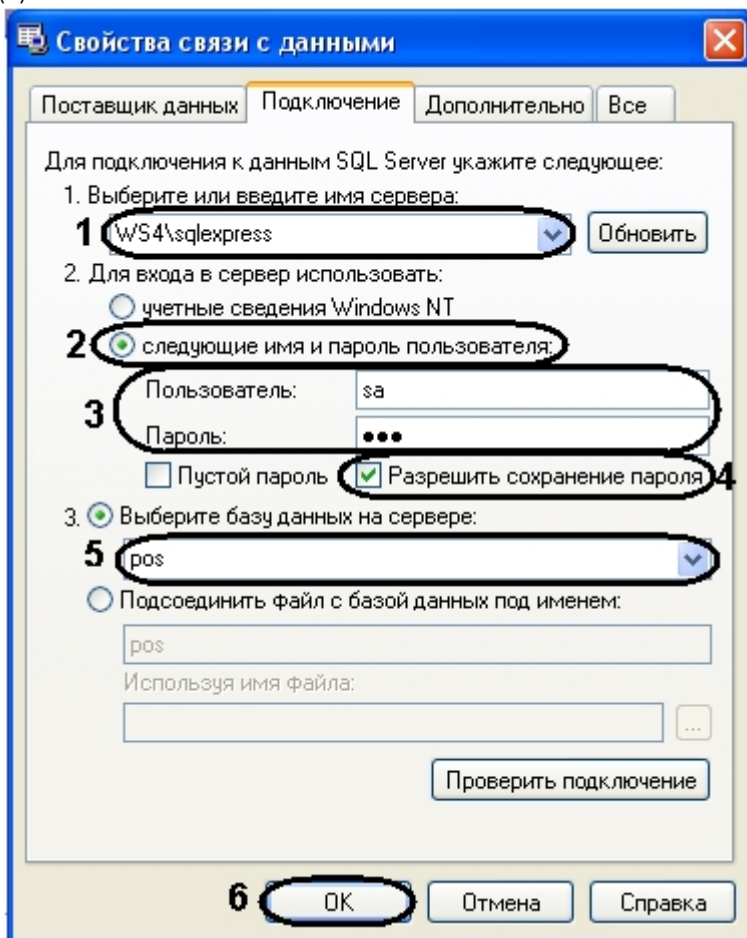 Свойства связи с данными
Поставщик данных Подключение Дополнительно Все
Для подключения к данным SQL Server укажите следующее:
1. Выберите или введите имя сервера:
1 WS4\sqlexpress Обновить
2. Для входа в сервер использовать:
учетные сведения Windows NT
2 следующие имя и пароль пользователя:
Пользователь: sa
3
Пароль: •••
Пустой пароль Разрешить сохранение пароля 4
3. Выберите базу данных на сервере:
5 pos
Подсоединить файл с базой данных под именем:
pos
Используя имя файла:
...
Проверить подключение
6 OK Отмена Справка